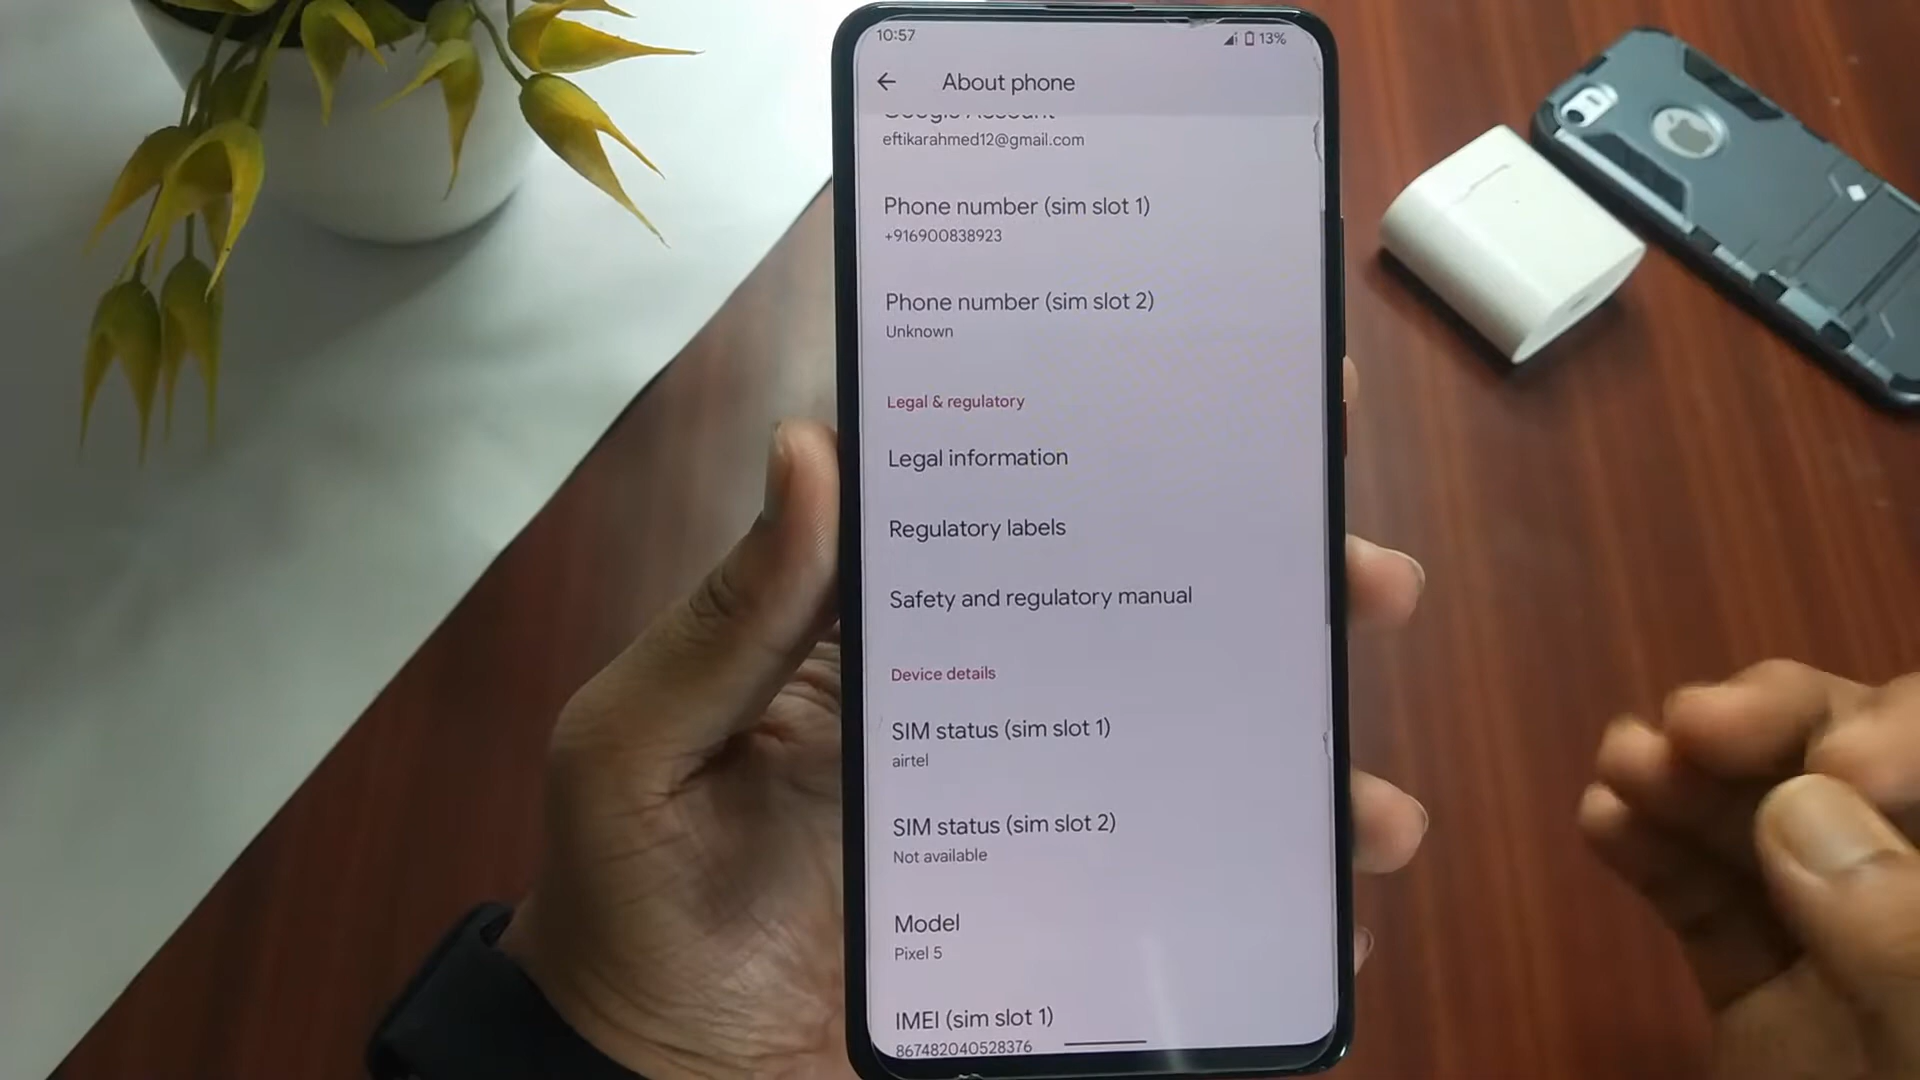 10:57
13%
About phone
Google Account
eftikarahmed12@gmail.com
Phone number (sim slot 1)
+916900838923
Phone number (sim slot 2)
Unknown
Legal & regulatory
Legal information
Regulatory labels
Safety and regulatory manual
Device details
SIM status (sim slot 1)
airtel
SIM status (sim slot 2)
Not available
Model
Pixel 5
IMEI (sim slot 1)
867482040528376